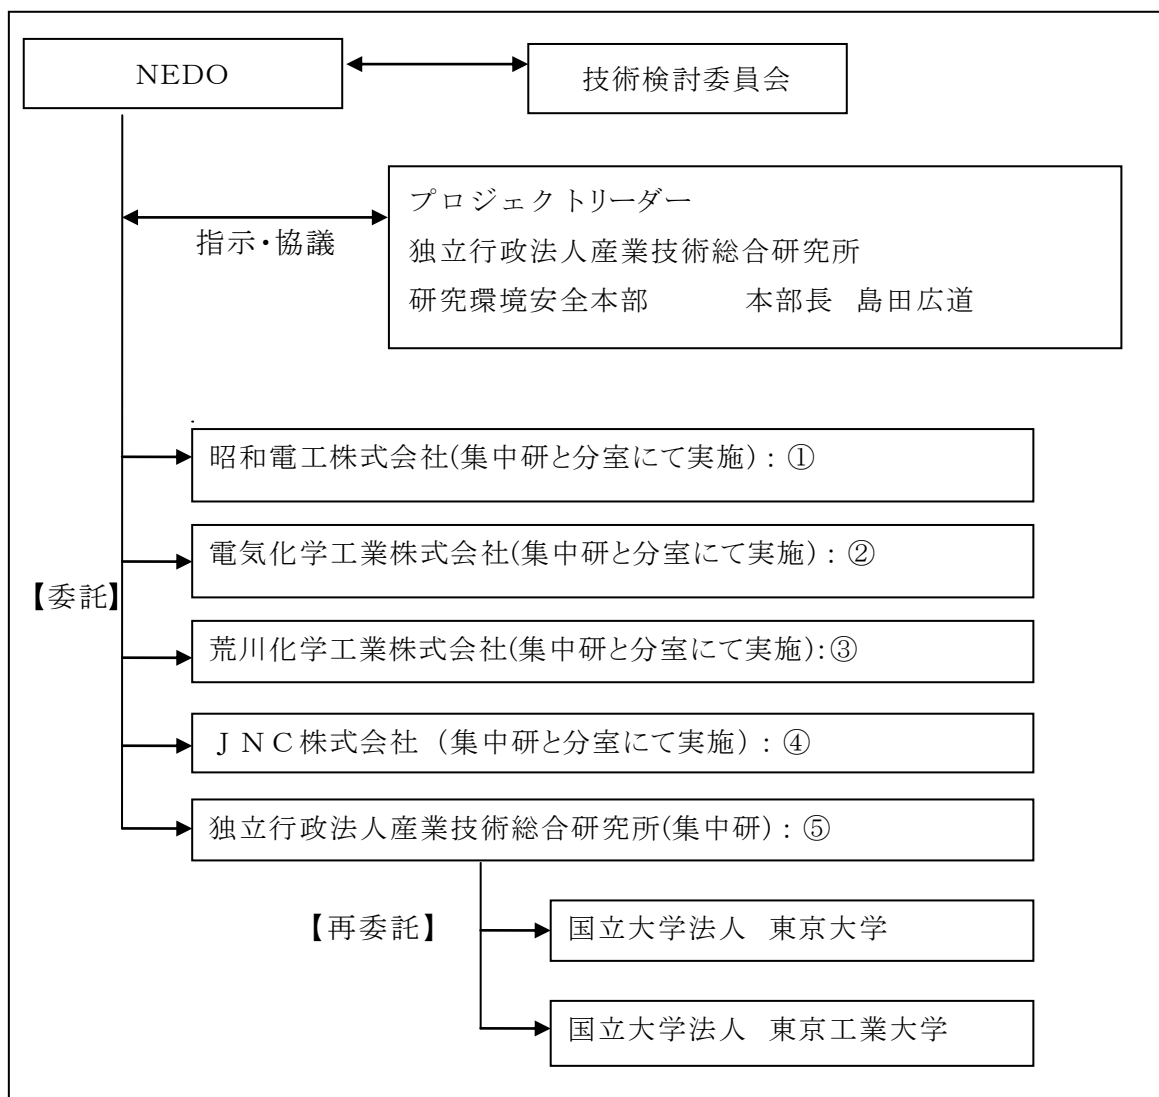 NEDO
技術検討委員会
プロジェクトリーダー
独立行政法人産業技術総合研究所
研究環境安全本部　　　本部長　島田広道
指示・協議
昭和電工株式会社(集中研と分室にて実施)：①
電気化学工業株式会社(集中研と分室にて実施)：②
【委託】
荒川化学工業株式会社(集中研と分室にて実施):③
ＪＮＣ株式会社（集中研と分室にて実施）：④
独立行政法人産業技術総合研究所(集中研)：⑤
【再委託】
国立大学法人　東京大学
国立大学法人　東京工業大学